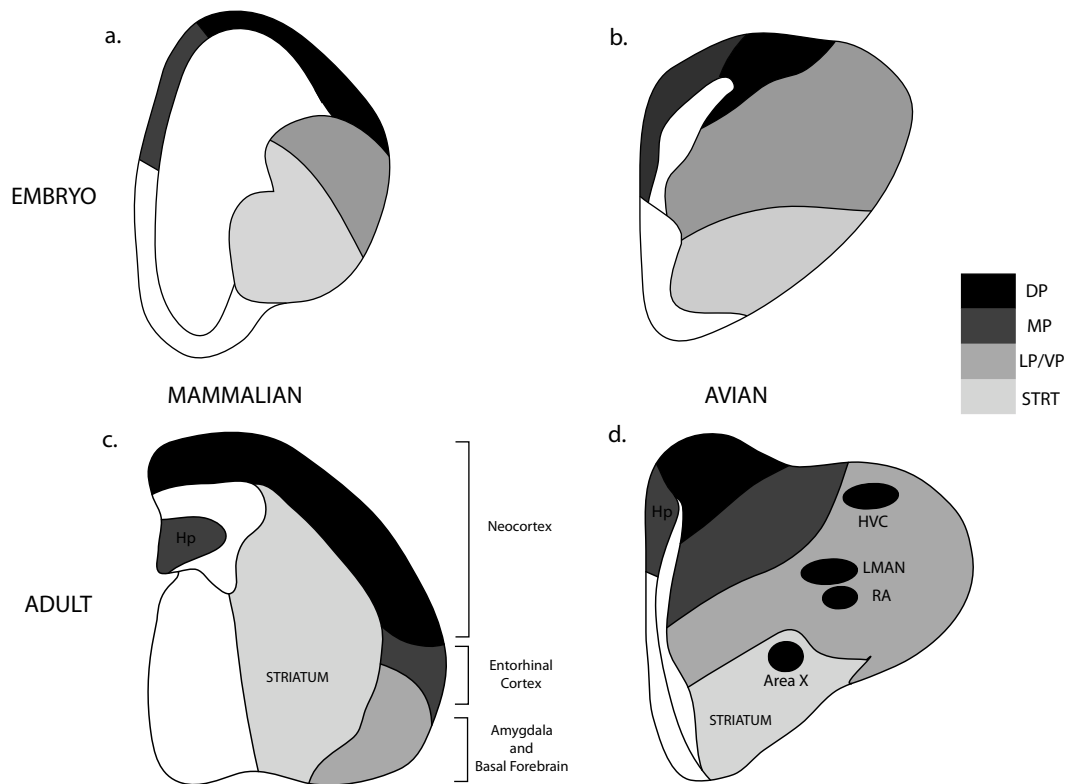 a.
b.
EMBRYO
DP
MP
LP/VP
STRT
MAMMALIAN
AVIAN
c.
d.
Hp
Neocortex
Hp
HVC
LMAN
RA
ADULT
STRIATUM
Entorhinal
Cortex
Area X
STRIATUM
Amygdala
and
Basal Forebrain